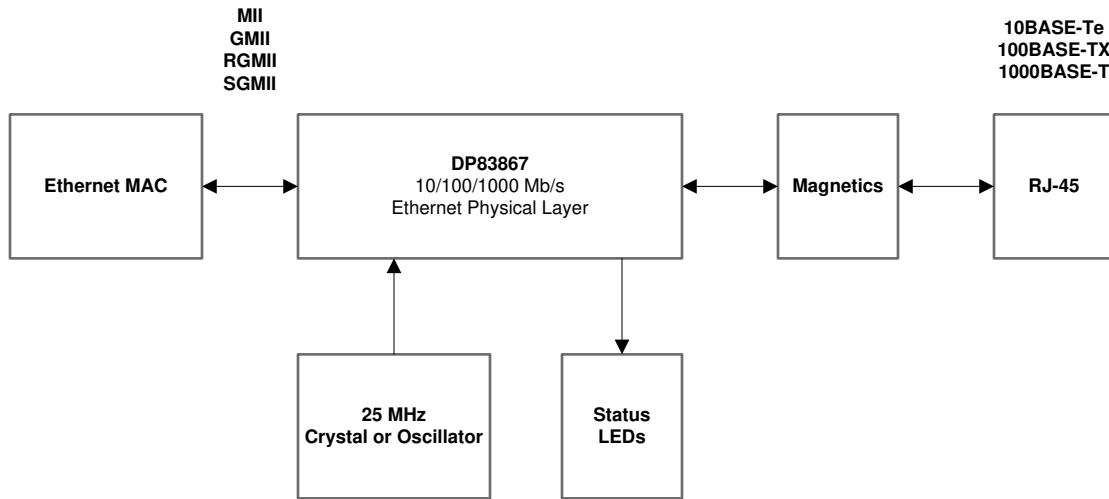 MII
GMII
RGMII
SGMII
10BASE-Te
100BASE-TX
1000BASE-T
Ethernet MAC
DP83867
10/100/1000 Mb/s
Ethernet Physical Layer
Magnetics
RJ-45
25 MHz
Crystal or Oscillator
Status
LEDs